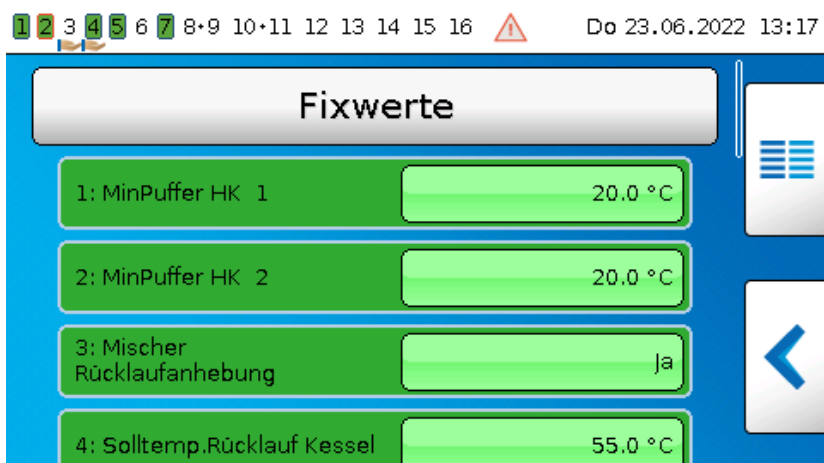 1 2 3 4 5 6 7 8·9 10·11 12 13 14 15 16 Do 23.06.2022 13:17
Fixwerte
1: MinPuffer HK 1 20.0 °C
2: MinPuffer HK 2 20.0 °C
3: Mischer
Rücklaufanhebung Ja
4: Solltemp.Rücklauf Kessel 55.0 °C